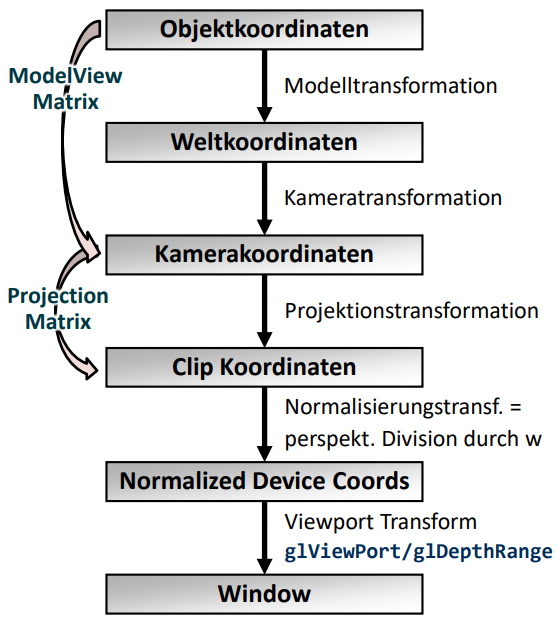 Objektkoordinaten
ModelView
Matrix
Modelltransformation
Weltkoordinaten
Kameratransformation
Kamerakoordinaten
Projection
Matrix
Projektionstransformation
Clip Koordinaten
Normalisierungstransf. =
perspekt. Division durch w
Normalized Device Coords
Viewport Transform
glViewPort/glDepthRange
Window